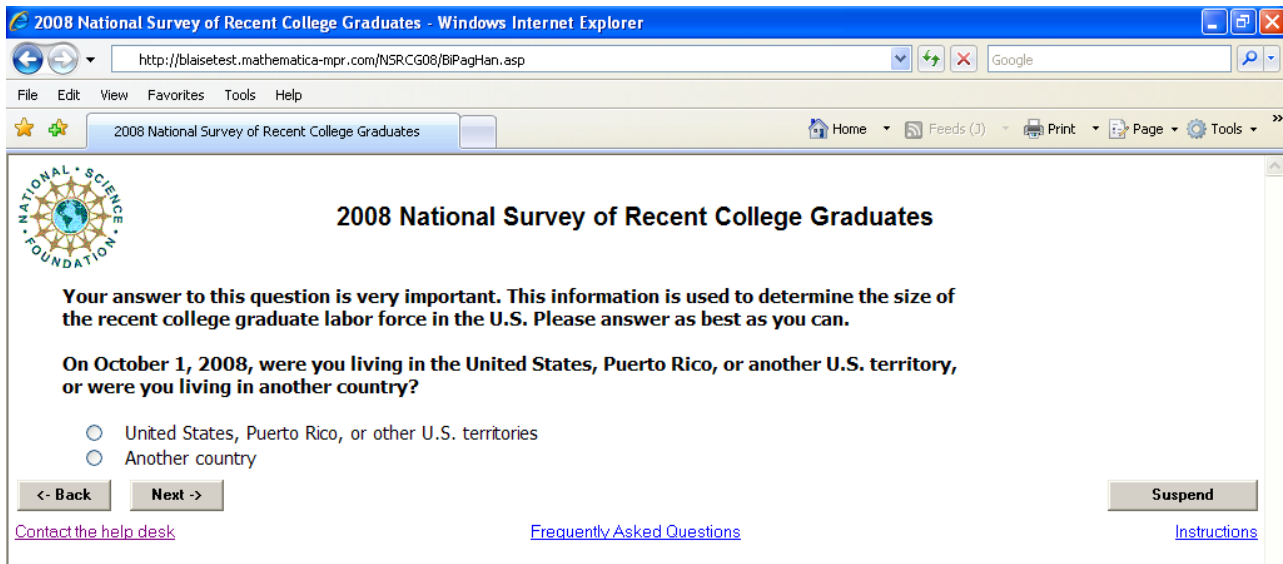 2008 National Survey of Recent College Graduates - Windows Internet Explorer
http://blaisetest.mathematica-mpr.com/NSRCG08/BiPagHan.asp
Google
File Edit View Favorites Tools Help
2008 National Survey of Recent College Graduates
Home Feeds (J) Print Page Tools »
NATIONAL · SCIENCE · FOUNDATION ·
2008 National Survey of Recent College Graduates
Your answer to this question is very important. This information is used to determine the size of
the recent college graduate labor force in the U.S. Please answer as best as you can.
On October 1, 2008, were you living in the United States, Puerto Rico, or another U.S. territory,
or were you living in another country?
United States, Puerto Rico, or other U.S. territories
Another country
<- Back Next -> Suspend
Contact the help desk Frequently Asked Questions Instructions